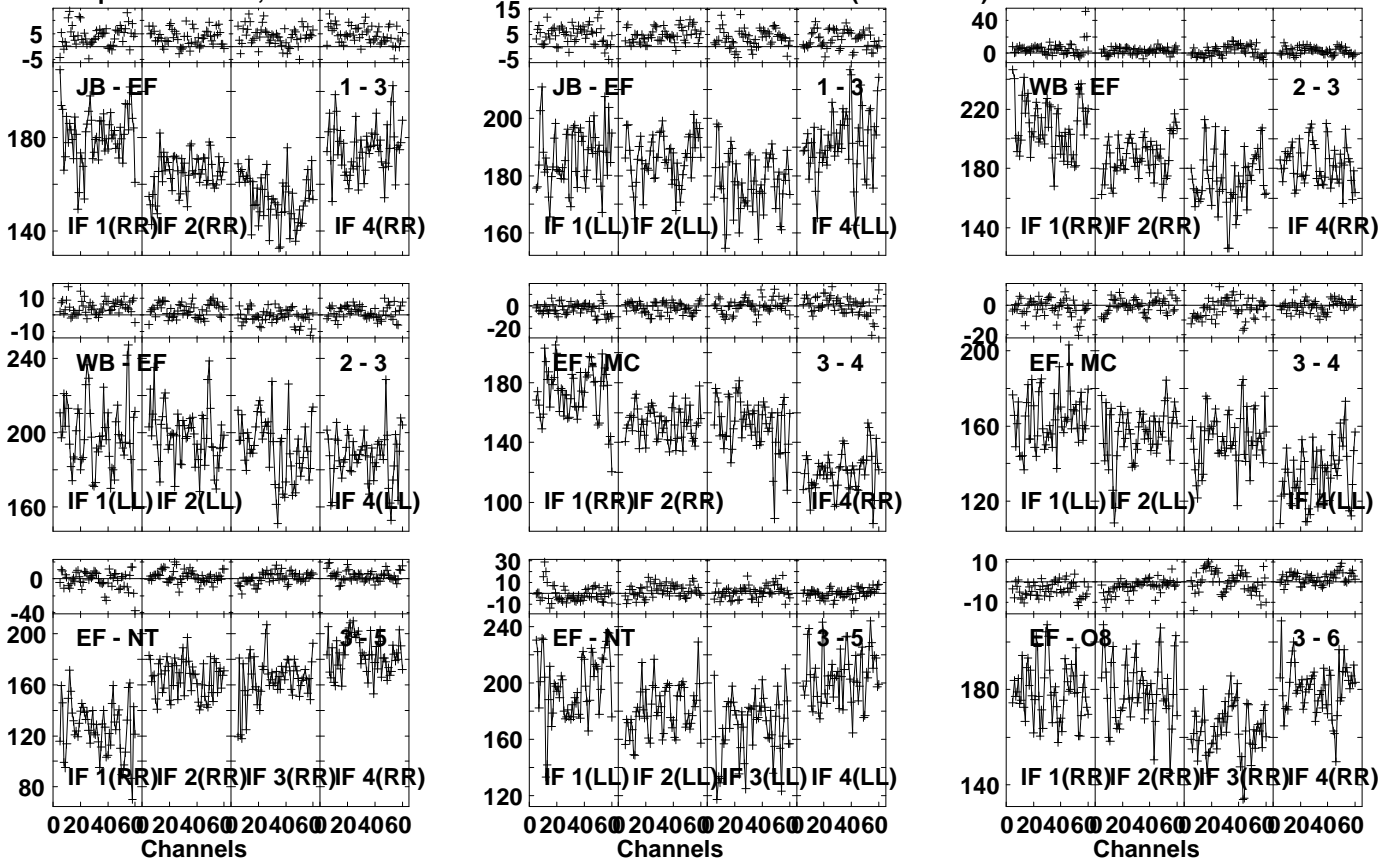 15
5
-5
5
-5
40
0
JB - EF 1 - 3
180
140
IF 1(RR) IF 2(RR) IF 4(RR)
JB - EF 1 - 3
200
180
160
IF 1(LL) IF 2(LL) IF 4(LL)
WB - EF 2 - 3
220
180
140
IF 1(RR) IF 2(RR) IF 4(RR)
10
-10
0
-20
0
-20
WB - EF 2 - 3
240
200
160
IF 1(LL) IF 2(LL) IF 4(LL)
EF - MC 3 - 4
180
140
100
IF 1(RR) IF 2(RR) IF 4(RR)
EF - MC 3 - 4
200
160
120
IF 1(LL) IF 2(LL) IF 4(LL)
0
-40
30
10
-10
10
-10
EF - NT 3 - 5
200
160
120
80
IF 1(RR) IF 2(RR) IF 3(RR) IF 4(RR)
EF - NT 3 - 5
240
200
160
120
IF 1(LL) IF 2(LL) IF 3(LL) IF 4(LL)
EF - O8 3 - 6
180
140
IF 1(RR) IF 2(RR) IF 3(RR) IF 4(RR)
0 20 40 60 0 20 40 60 0 20 40 60 0 20 40 60
Channels
0 20 40 60 0 20 40 60 0 20 40 60 0 20 40 60
Channels
0 20 40 60 0 20 40 60 0 20 40 60 0 20 40 60
Channels